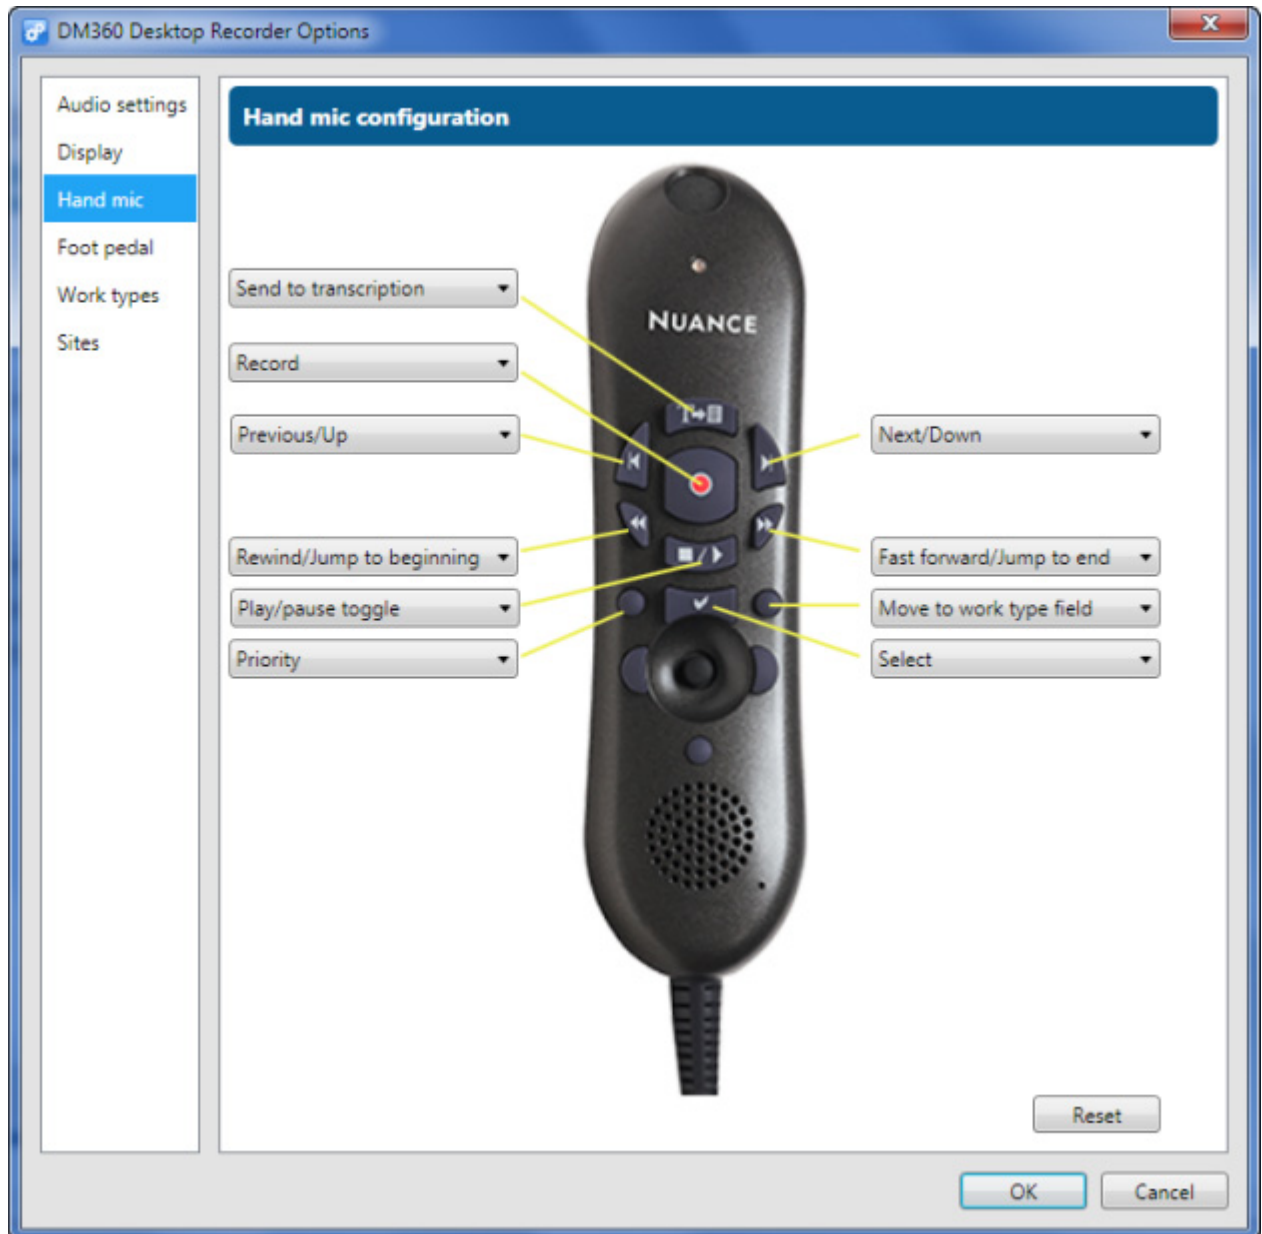 DM360 Desktop Recorder Options
Audio settings
Display
Hand mic
Foot pedal
Work types
Sites
Hand mic configuration
Send to transcription
Record
Previous/Up
Rewind/Jump to beginning
Play/pause toggle
Priority
NUANCE
T
Next/Down
Fast forward/Jump to end
Move to work type field
Select
Reset
OK
Cancel